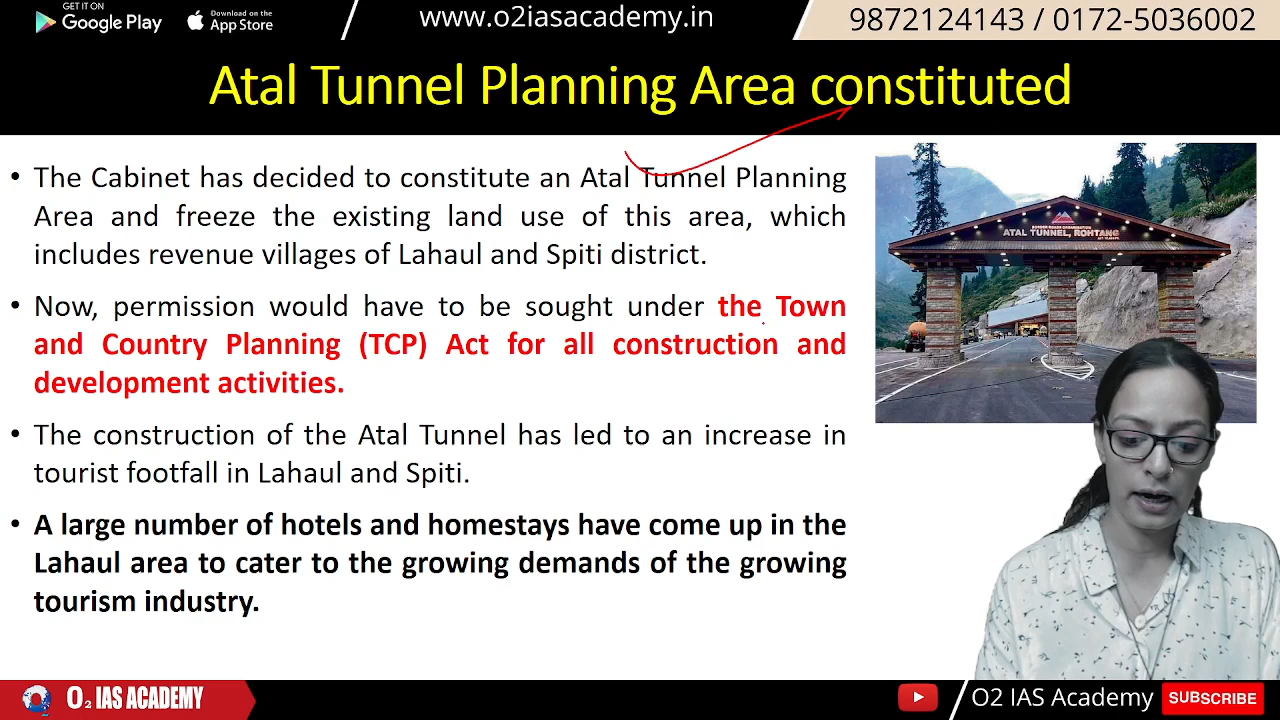 GET IT ON
Google Play
Download on the
App Store
www.o2iasacademy.in
9872124143 / 0172-5036002
Atal Tunnel Planning Area constituted
• The Cabinet has decided to constitute an Atal Tunnel Planning
Area and freeze the existing land use of this area, which
includes revenue villages of Lahaul and Spiti district.
• Now, permission would have to be sought under the Town
and Country Planning (TCP) Act for all construction and
development activities.
• The construction of the Atal Tunnel has led to an increase in
tourist footfall in Lahaul and Spiti.
• A large number of hotels and homestays have come up in the
Lahaul area to cater to the growing demands of the growing
tourism industry.
BORDER ROADS ORGANISATION
ATAL TUNNEL, ROHTANG
O2 IAS ACADEMY
O2 IAS Academy
SUBSCRIBE